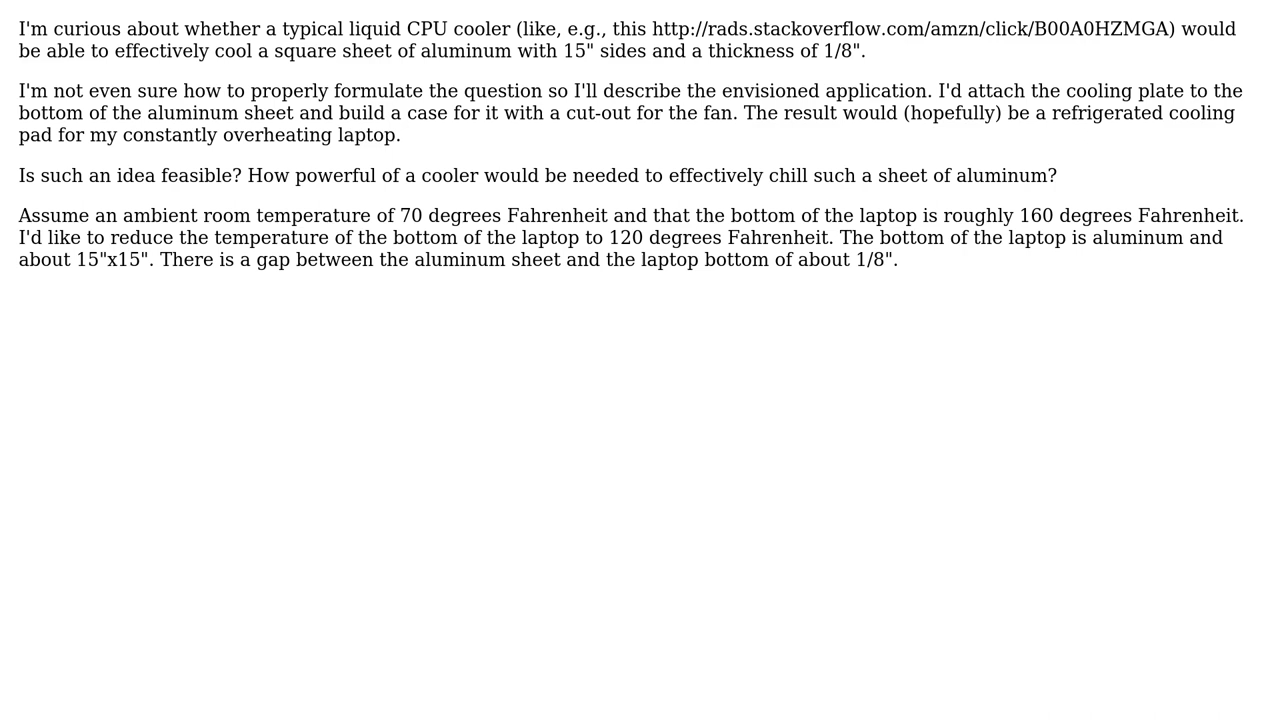 I'm curious about whether a typical liquid CPU cooler (like, e.g., this http://rads.stackoverflow.com/amzn/click/B00A0HZMGA) would
be able to effectively cool a square sheet of aluminum with 15" sides and a thickness of 1/8".
I'm not even sure how to properly formulate the question so I'll describe the envisioned application. I'd attach the cooling plate to the
bottom of the aluminum sheet and build a case for it with a cut-out for the fan. The result would (hopefully) be a refrigerated cooling
pad for my constantly overheating laptop.
Is such an idea feasible? How powerful of a cooler would be needed to effectively chill such a sheet of aluminum?
Assume an ambient room temperature of 70 degrees Fahrenheit and that the bottom of the laptop is roughly 160 degrees Fahrenheit.
I'd like to reduce the temperature of the bottom of the laptop to 120 degrees Fahrenheit. The bottom of the laptop is aluminum and
about 15"x15". There is a gap between the aluminum sheet and the laptop bottom of about 1/8".